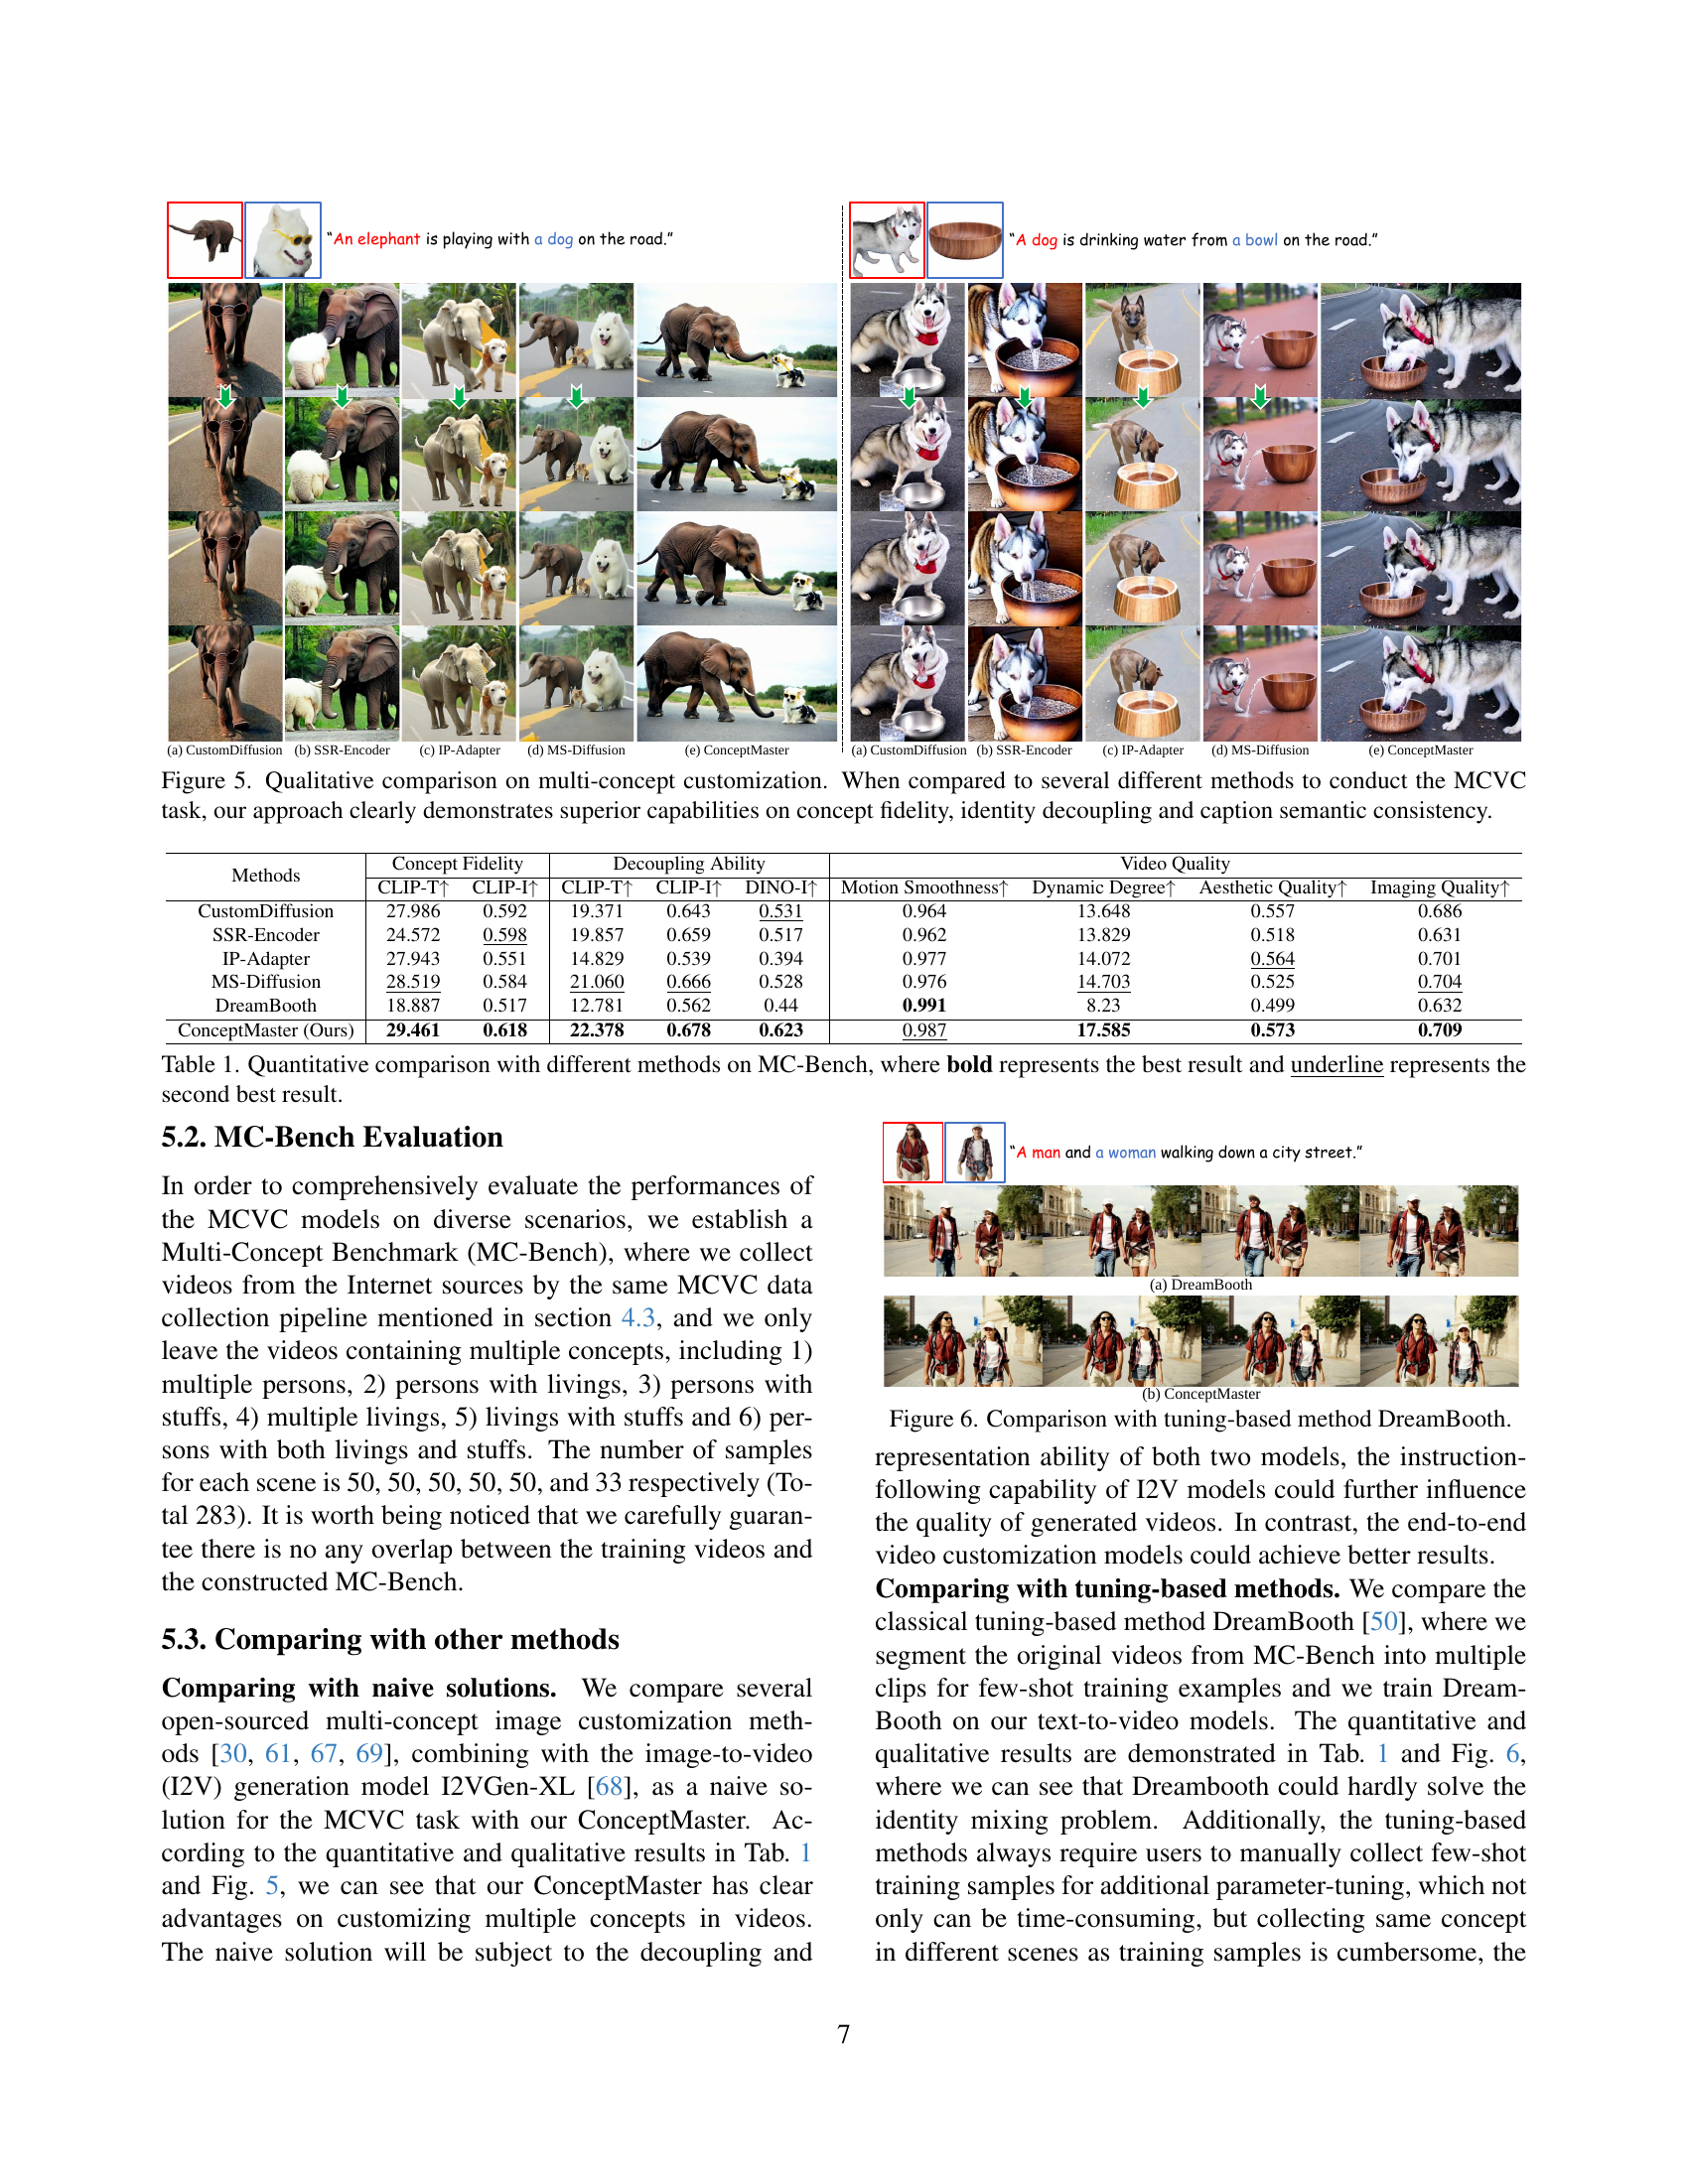 “An elephant is playing with a dog on the road.”
“A dog is drinking water from a bowl on the road.”
(a) CustomDiffusion (b) SSR-Encoder (c) IP-Adapter (d) MS-Diffusion (e) ConceptMaster
(a) CustomDiffusion (b) SSR-Encoder (c) IP-Adapter (d) MS-Diffusion (e) ConceptMaster
Figure 5. Qualitative comparison on multi-concept customization. When compared to several different methods to conduct the MCVC
task, our approach clearly demonstrates superior capabilities on concept fidelity, identity decoupling and caption semantic consistency.
Methods Concept Fidelity Decoupling Ability Video Quality
CLIP-T↑ CLIP-I↑ CLIP-T↑ CLIP-I↑ DINO-I↑ Motion Smoothness↑ Dynamic Degree↑ Aesthetic Quality↑ Imaging Quality↑
CustomDiffusion 27.986 0.592 19.371 0.643 0.531 0.964 13.648 0.557 0.686
SSR-Encoder 24.572 0.598 19.857 0.659 0.517 0.962 13.829 0.518 0.631
IP-Adapter 27.943 0.551 14.829 0.539 0.394 0.977 14.072 0.564 0.701
MS-Diffusion 28.519 0.584 21.060 0.666 0.528 0.976 14.703 0.525 0.704
DreamBooth 18.887 0.517 12.781 0.562 0.44 0.991 8.23 0.499 0.632
ConceptMaster (Ours) 29.461 0.618 22.378 0.678 0.623 0.987 17.585 0.573 0.709
Table 1. Quantitative comparison with different methods on MC-Bench, where bold represents the best result and underline represents the
second best result.
5.2. MC-Bench Evaluation
In order to comprehensively evaluate the performances of
the MCVC models on diverse scenarios, we establish a
Multi-Concept Benchmark (MC-Bench), where we collect
videos from the Internet sources by the same MCVC data
collection pipeline mentioned in section 4.3, and we only
leave the videos containing multiple concepts, including 1)
multiple persons, 2) persons with livings, 3) persons with
stuffs, 4) multiple livings, 5) livings with stuffs and 6) per-
sons with both livings and stuffs. The number of samples
for each scene is 50, 50, 50, 50, 50, and 33 respectively (To-
tal 283). It is worth being noticed that we carefully guaran-
tee there is no any overlap between the training videos and
the constructed MC-Bench.
5.3. Comparing with other methods
Comparing with naive solutions. We compare several
open-sourced multi-concept image customization meth-
ods [30, 61, 67, 69], combining with the image-to-video
(I2V) generation model I2VGen-XL [68], as a naive so-
lution for the MCVC task with our ConceptMaster. Ac-
cording to the quantitative and qualitative results in Tab. 1
and Fig. 5, we can see that our ConceptMaster has clear
advantages on customizing multiple concepts in videos.
The naive solution will be subject to the decoupling and
“A man and a woman walking down a city street.”
(a) DreamBooth
(b) ConceptMaster
Figure 6. Comparison with tuning-based method DreamBooth.
representation ability of both two models, the instruction-
following capability of I2V models could further influence
the quality of generated videos. In contrast, the end-to-end
video customization models could achieve better results.
Comparing with tuning-based methods. We compare the
classical tuning-based method DreamBooth [50], where we
segment the original videos from MC-Bench into multiple
clips for few-shot training examples and we train Dream-
Booth on our text-to-video models. The quantitative and
qualitative results are demonstrated in Tab. 1 and Fig. 6,
where we can see that Dreambooth could hardly solve the
identity mixing problem. Additionally, the tuning-based
methods always require users to manually collect few-shot
training samples for additional parameter-tuning, which not
only can be time-consuming, but collecting same concept
in different scenes as training samples is cumbersome, the
7